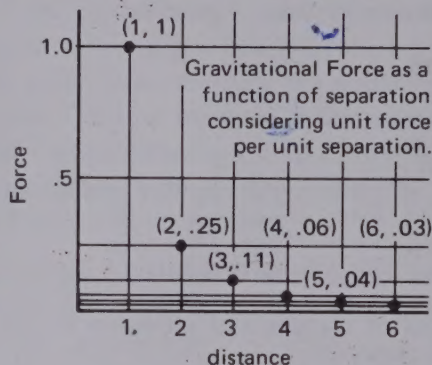 (1, 1)
1.0
Gravitational Force as a
function of separation
considering unit force
per unit separation.
Force
.5
(2, .25)
(4, .06)
(6, .03)
(3,.11)
(5, .04)
1. 2 3 4 5 6
distance